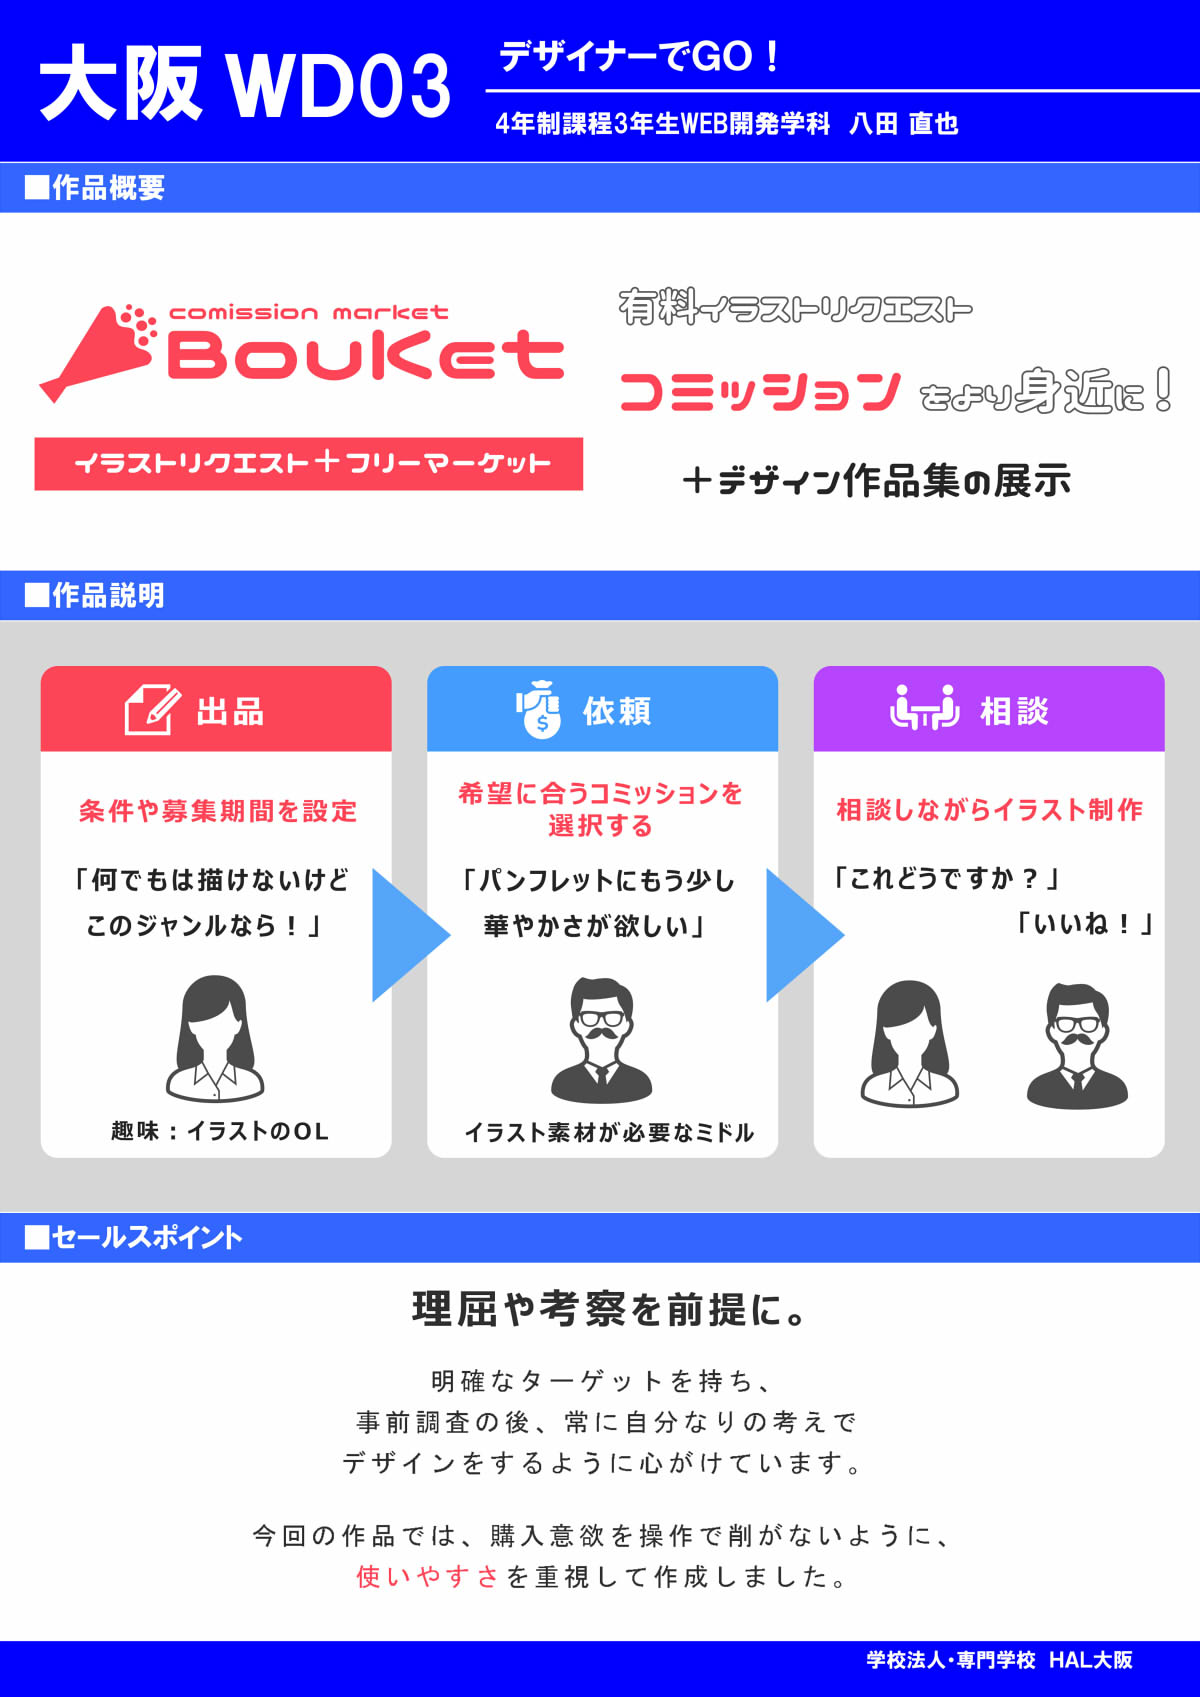 大阪 WD03
デザイナーでGO！
4年制課程3年生WEB開発学科 八田 直也
■作品概要
comission market
BouKet
イラストリクエスト＋フリーマーケット
有料イラストリクエスト
コミッションをより身近に！
＋デザイン作品集の展示
■作品説明
出品
条件や募集期間を設定
「何でもは描けないけど
このジャンルなら！」
趣味：イラストのOL
依頼
希望に合うコミッションを
選択する
「パンフレットにもう少し
華やかさが欲しい」
イラスト素材が必要なミドル
相談
相談しながらイラスト制作
「これどうですか？」
「いいね！」
■セールスポイント
理屈や考察を前提に。
明確なターゲットを持ち、
事前調査の後、常に自分なりの考えで
デザインをするように心がけています。
今回の作品では、購入意欲を操作で削がないように、
使いやすさを重視して作成しました。
学校法人・専門学校 HAL大阪